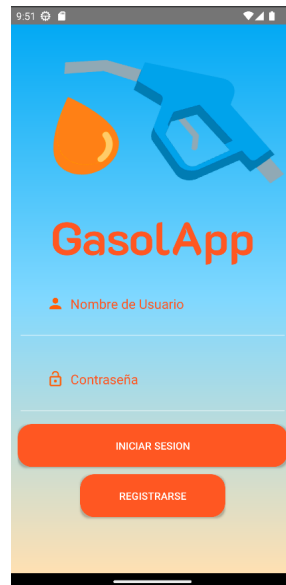 9:51
GasolApp
Nombre de Usuario
Contraseña
INICIAR SESION
REGISTRARSE